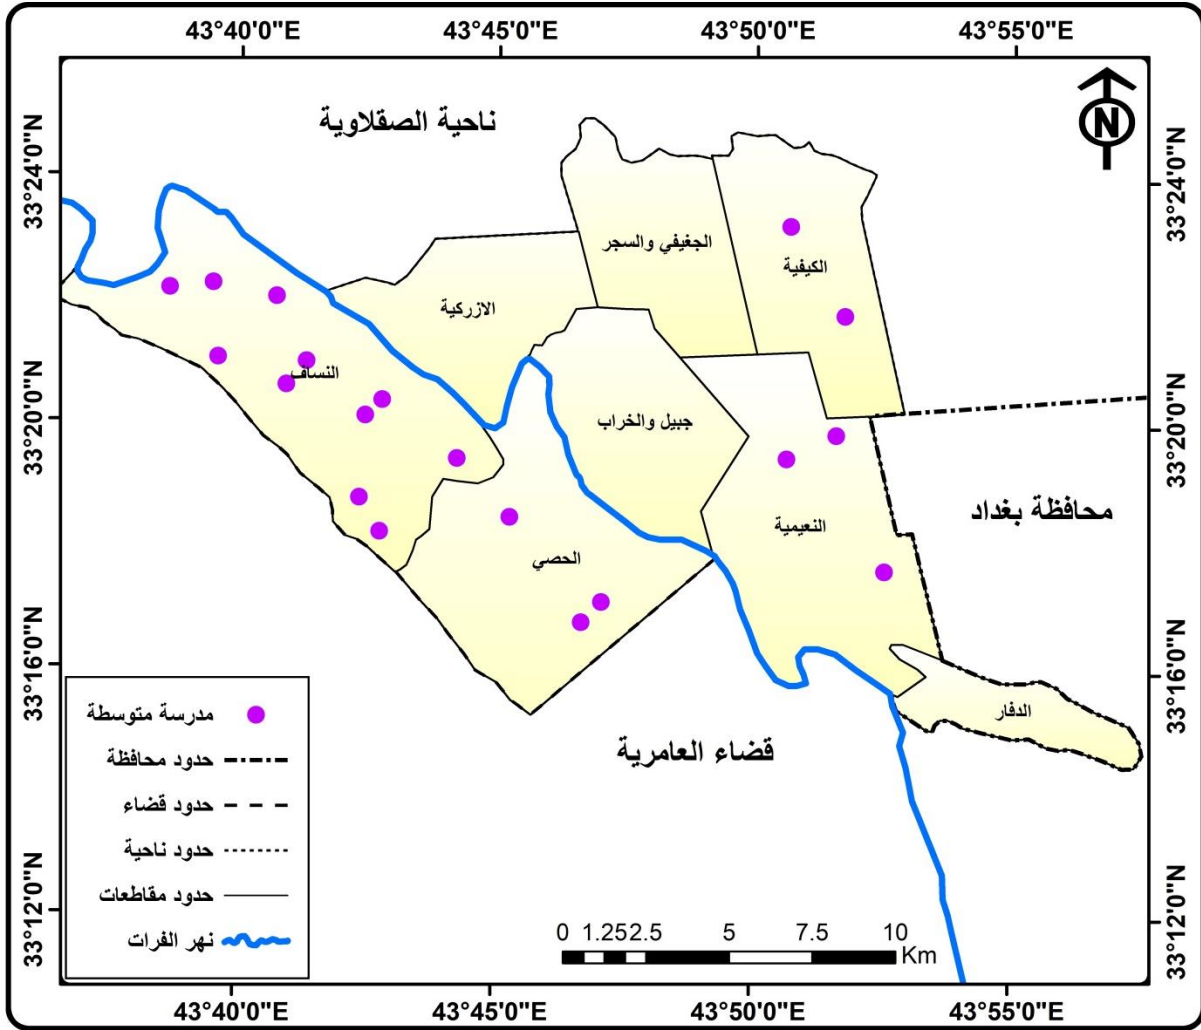 43°40'0"E
43°45'0"E
43°50'0"E
43°55'0"E
ناحية الصقلاوية
N
33°24'0"N
33°24'0"N
الجغيفي والسجر
الكيفية
الازركية
النساف
33°20'0"N
33°20'0"N
جبيل والخراب
النعيمية
محافظة بغداد
الحصي
33°16'0"N
33°16'0"N
الدفار
قضاء العامرية
مدرسة متوسطة
حدود محافظة
حدود قضاء
حدود ناحية
حدود مقاطعات
نهر الفرات
33°12'0"N
33°12'0"N
0 1.25 2.5 5 7.5 10
Km
43°40'0"E
43°45'0"E
43°50'0"E
43°55'0"E